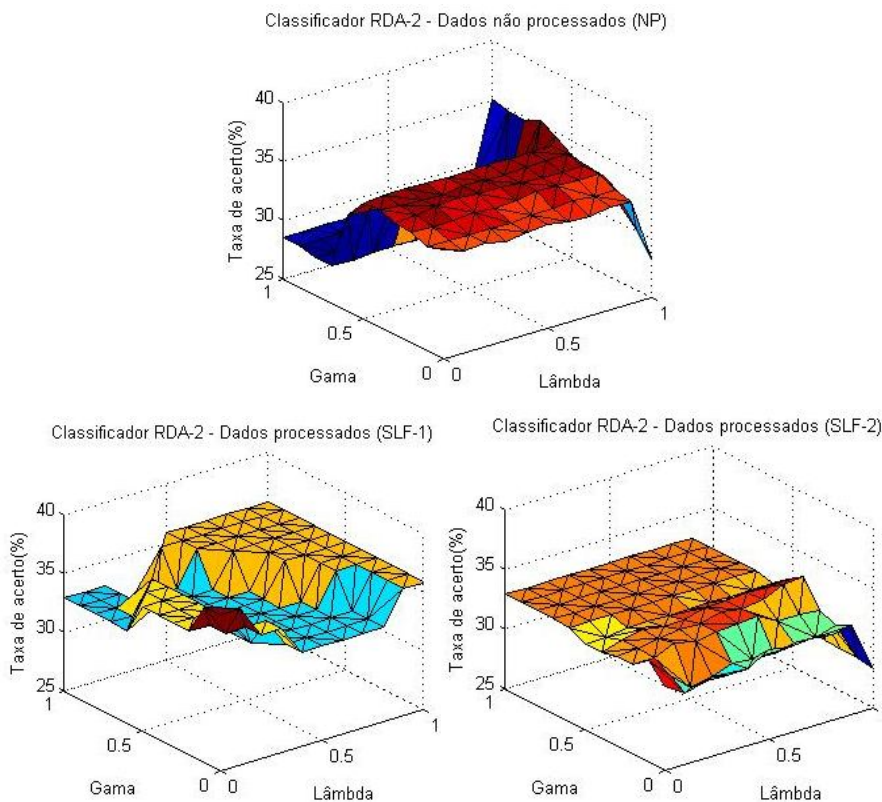 Classificador RDA-2 - Dados não processados (NP)
40
35
30
25
Taxa de acerto(%)
1
0.5
0
Gama
0
0.5
1
Lâmbda
Classificador RDA-2 - Dados processados (SLF-1)
40
35
30
25
Taxa de acerto(%)
1
0.5
0
Gama
0
0.5
1
Lâmbda
Classificador RDA-2 - Dados processados (SLF-2)
40
35
30
25
Taxa de acerto(%)
1
0.5
0
Gama
0
0.5
1
Lâmbda